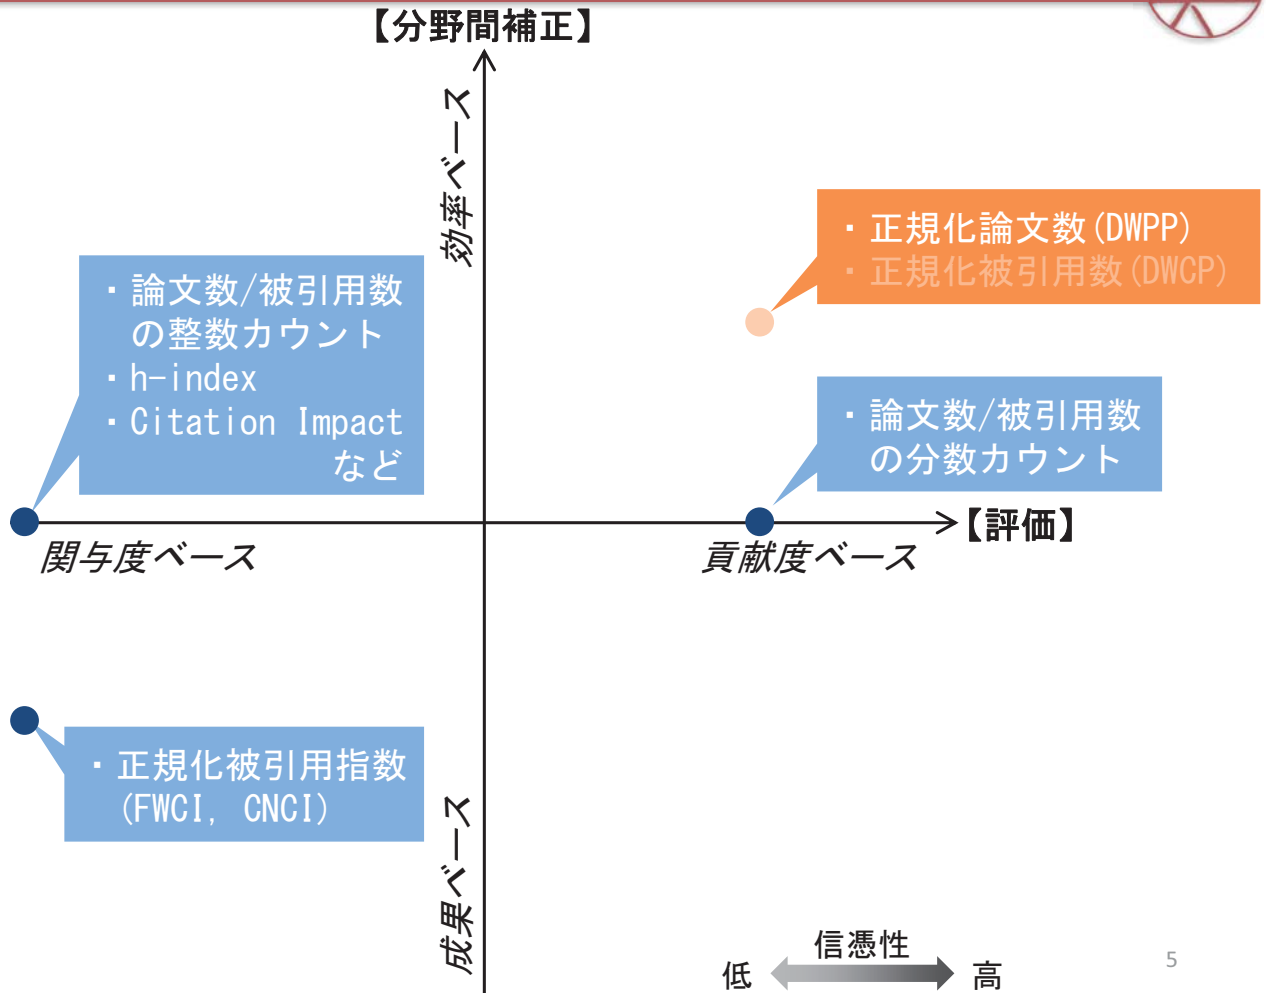 【分野間補正】
効率ベース
・正規化論文数(DWPP)
・正規化被引用数(DWCP)
・論文数/被引用数
の整数カウント
・h-index
・Citation Impact
など
・論文数/被引用数
の分数カウント
【評価】
関与度ベース
貢献度ベース
・正規化被引用指数
(FWCI, CNCI)
成果ベース
信憑性
低
高
5